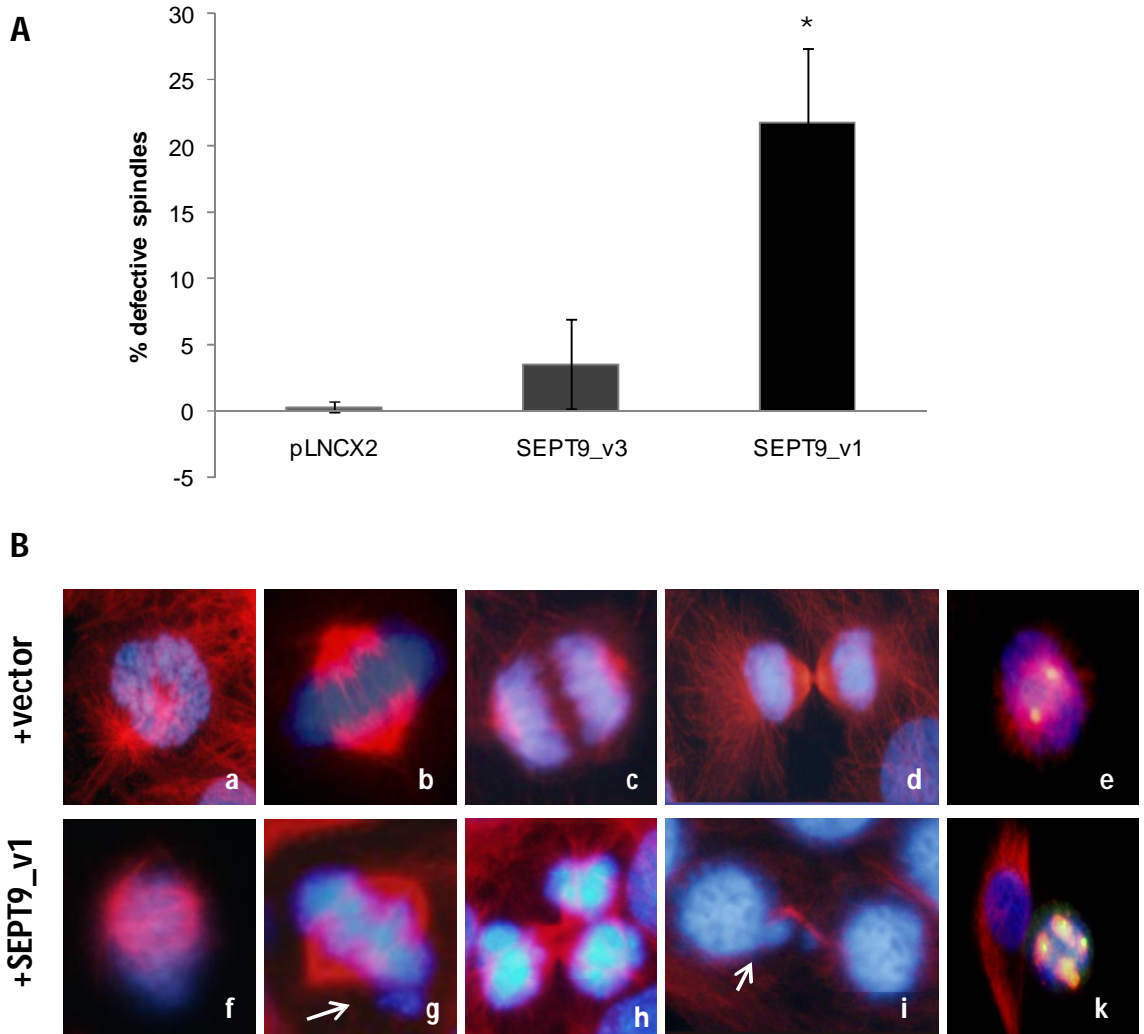 A
30
25
20
15
10
5
0
-5
% defective spindles
*
pLNCX2
SEPT9_v3
SEPT9_v1
B
+vector
a
b
c
d
e
+SEPT9_v1
f
g
h
i
k